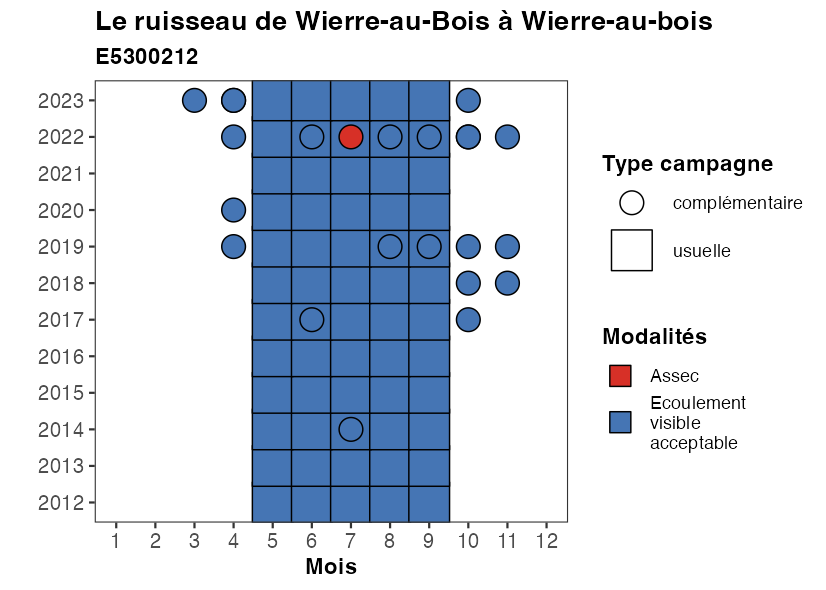 Le ruisseau de Wierre-au-Bois à Wierre-au-bois
E5300212
2023
2022
2021
2020
2019
2018
2017
2016
2015
2014
2013
2012
1 2 3 4 5 6 7 8 9 10 11 12
Mois
Type campagne
complémentaire
usuelle
Modalités
Assec
Ecoulement
visible
acceptable